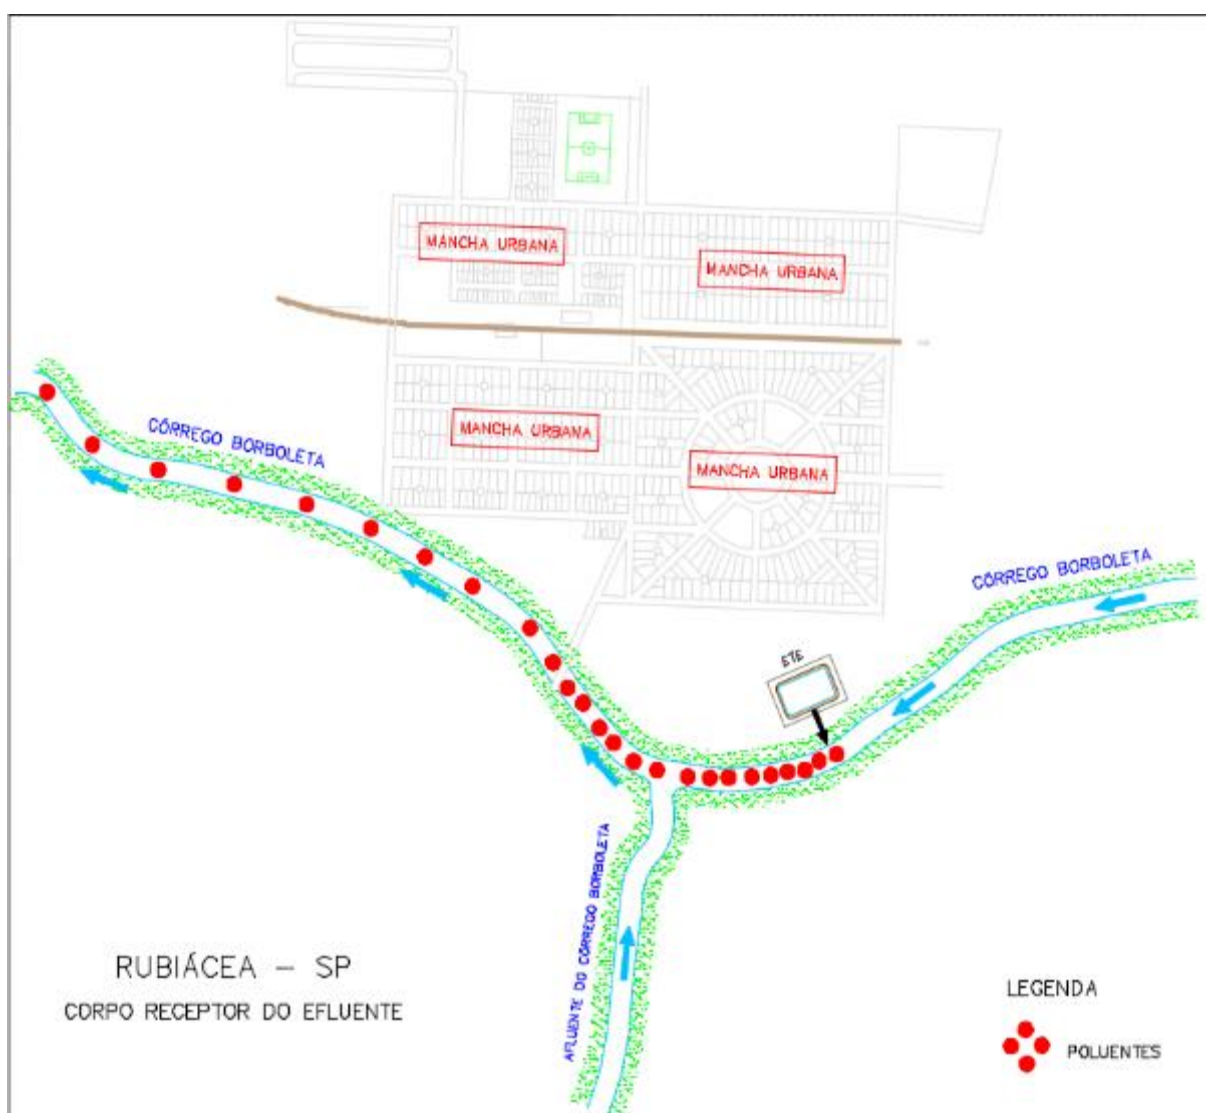 MANCHA URBANA
MANCHA URBANA
CÓRREGO BORBOLETA
MANCHA URBANA
MANCHA URBANA
CÓRREGO BORBOLETA
ETE
AFLUENTE DO CÓRREGO BORBOLETA
RUBIÁCEA – SP
CORPO RECEPTOR DO EFLUENTE
LEGENDA
POLUENTES